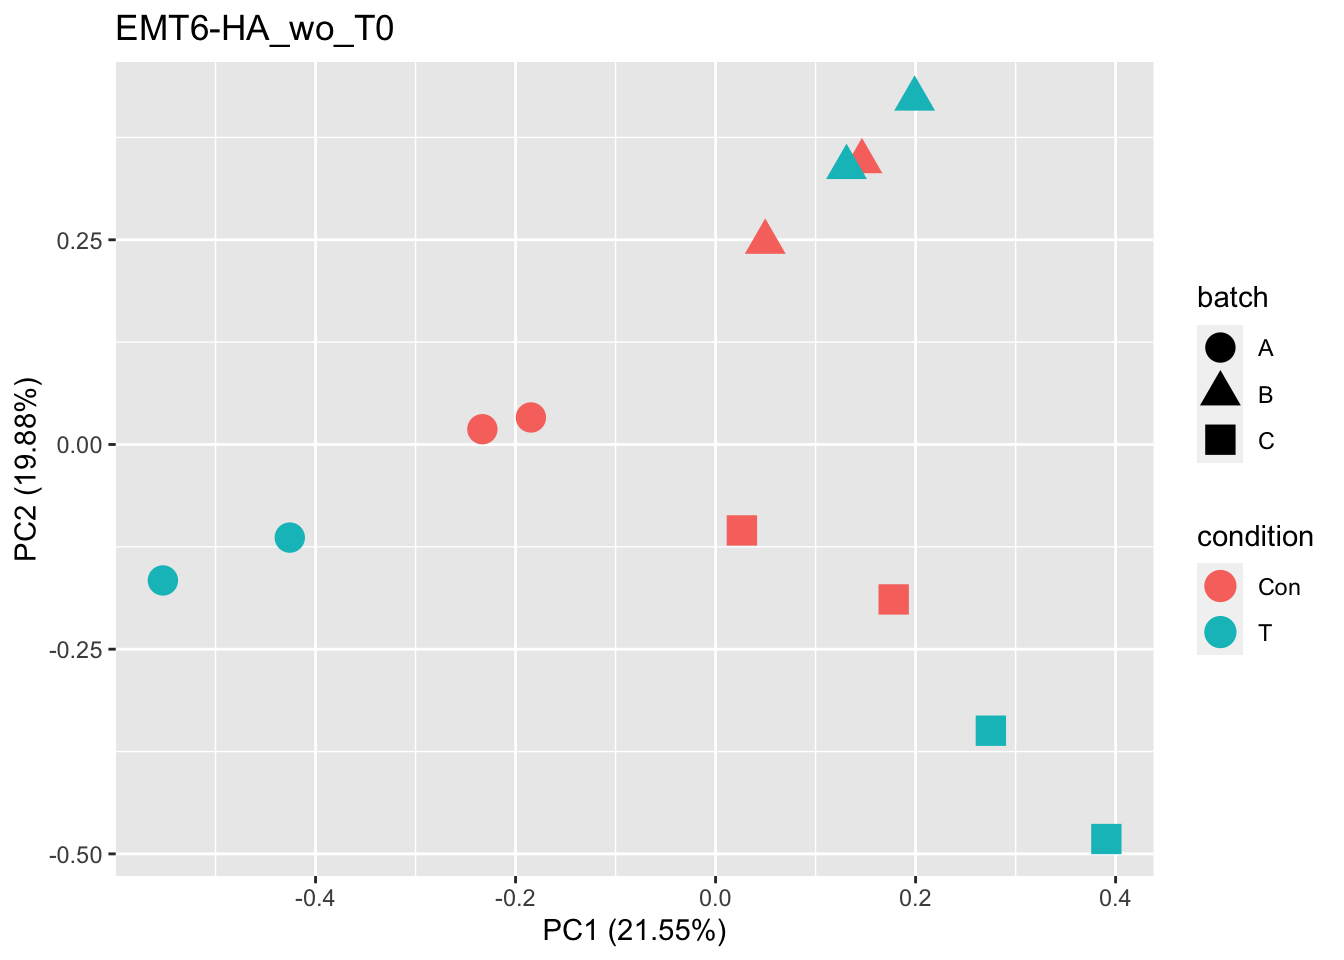 EMT6-HA_wo_T0
PC2 (19.88%)
0.25
0.00
-0.25
-0.50
-0.4
-0.2
0.0
0.2
0.4
PC1 (21.55%)
batch
A
B
C
condition
Con
T